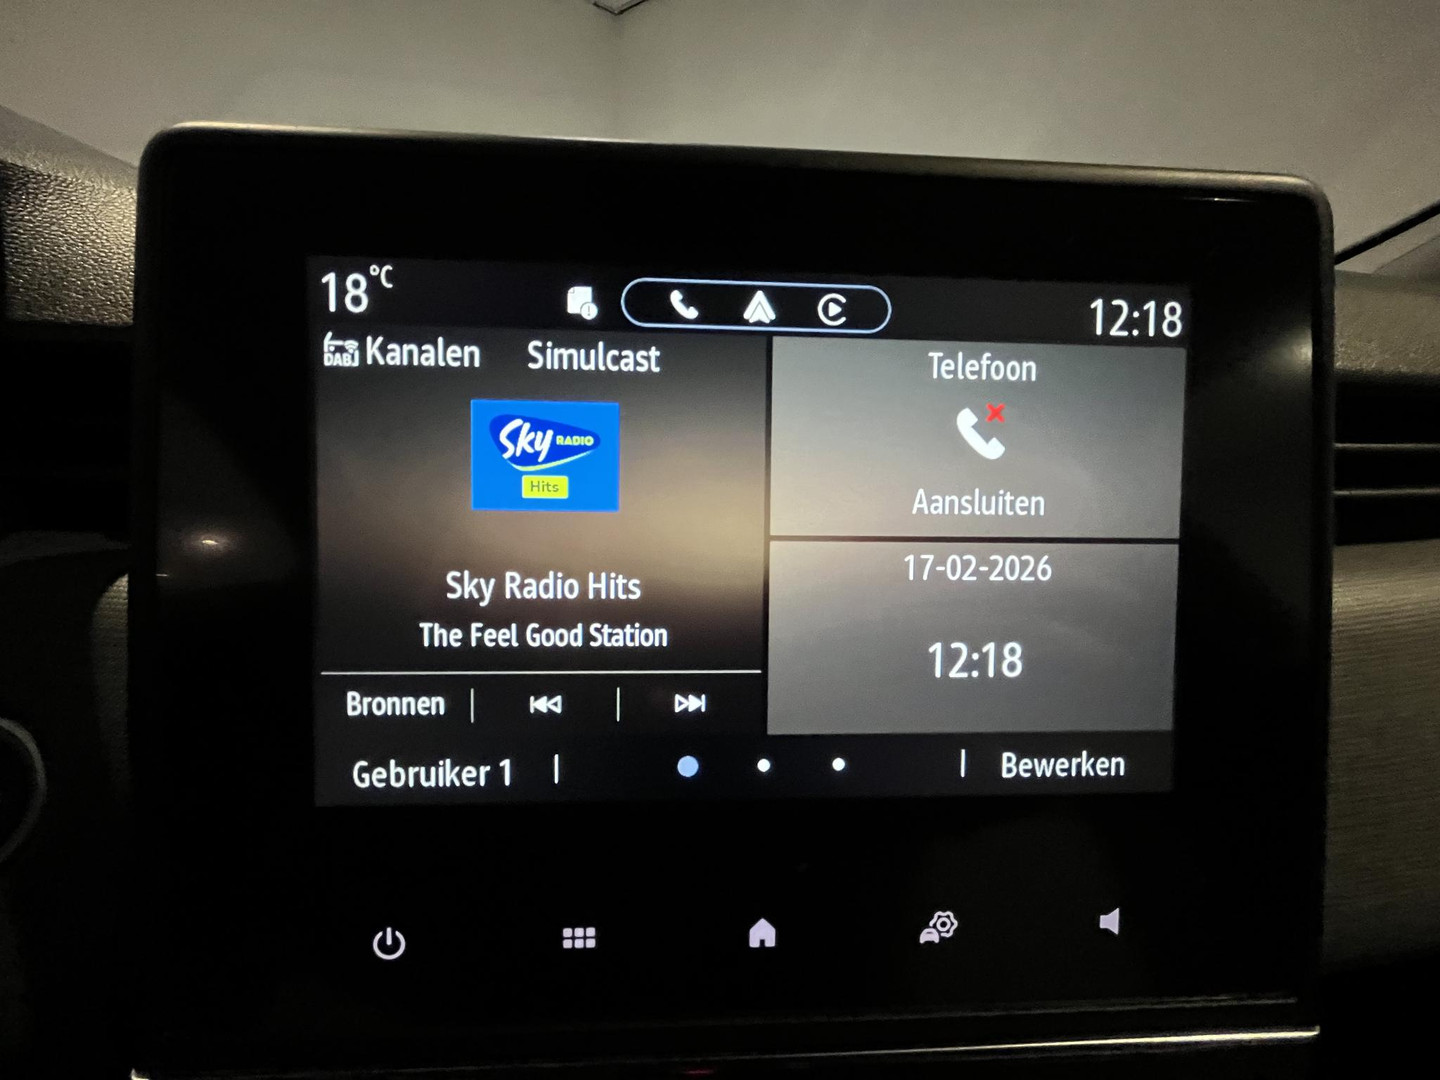 18°C
12:18
DAB Kanalen Simulcast
Sky RADIO
Hits
Sky Radio Hits
The Feel Good Station
Bronnen
Telefoon
Aansluiten
17-02-2026
12:18
Gebruiker 1
Bewerken